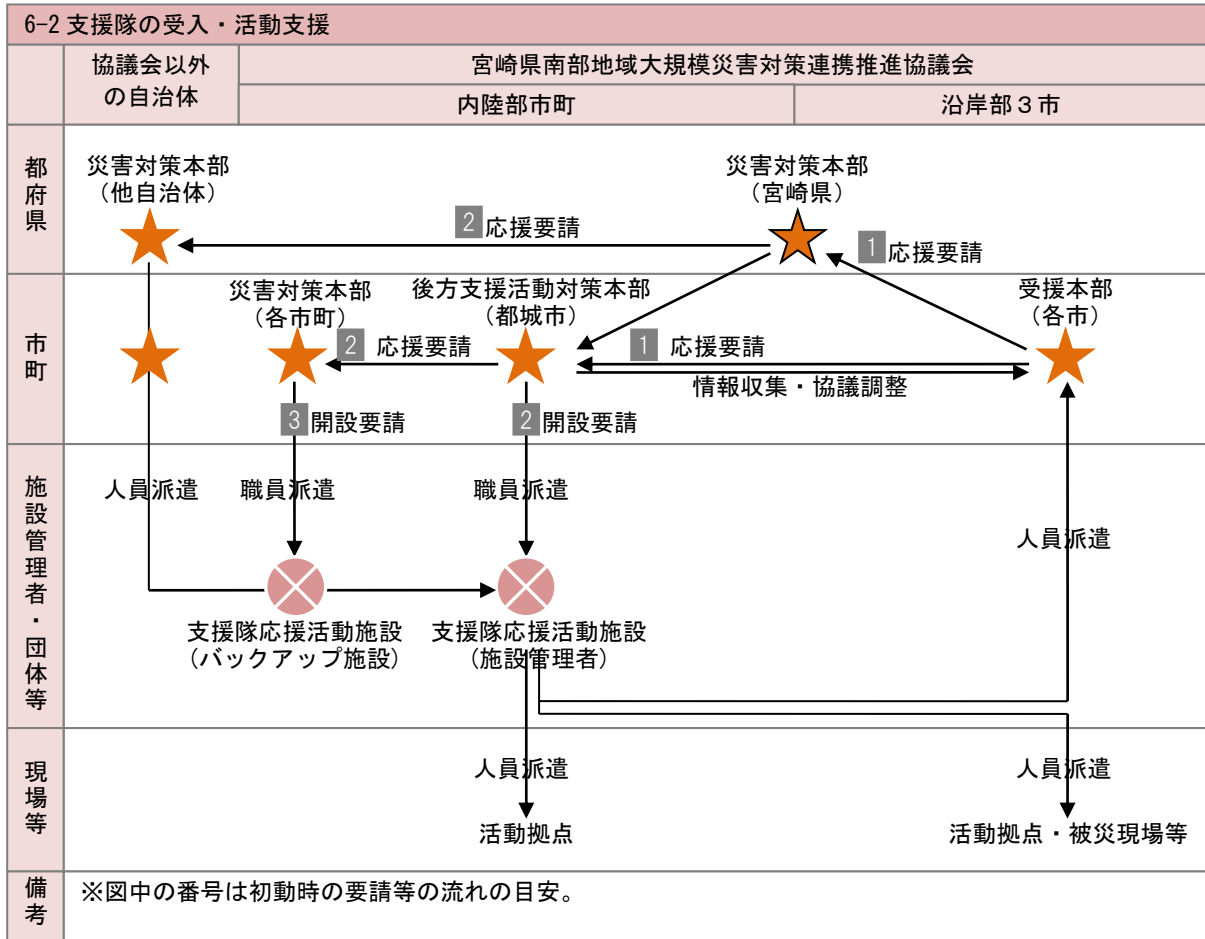 6-2 支援隊の受入・活動支援
協議会以外
の自治体
宮崎県南部地域大規模災害対策連携推進協議会
内陸部市町
沿岸部３市
都府県
災害対策本部
（他自治体）
災害対策本部
（宮崎県）
2 応援要請
1 応援要請
市町
災害対策本部
（各市町）
後方支援活動対策本部
（都城市）
受援本部
（各市）
2 応援要請
1 応援要請
情報収集・協議調整
3 開設要請
2 開設要請
施設管理者・団体等
人員派遣
職員派遣
職員派遣
人員派遣
支援隊応援活動施設
（バックアップ施設）
支援隊応援活動施設
（施設管理者）
現場等
人員派遣
人員派遣
活動拠点
活動拠点・被災現場等
備考
※図中の番号は初動時の要請等の流れの目安。